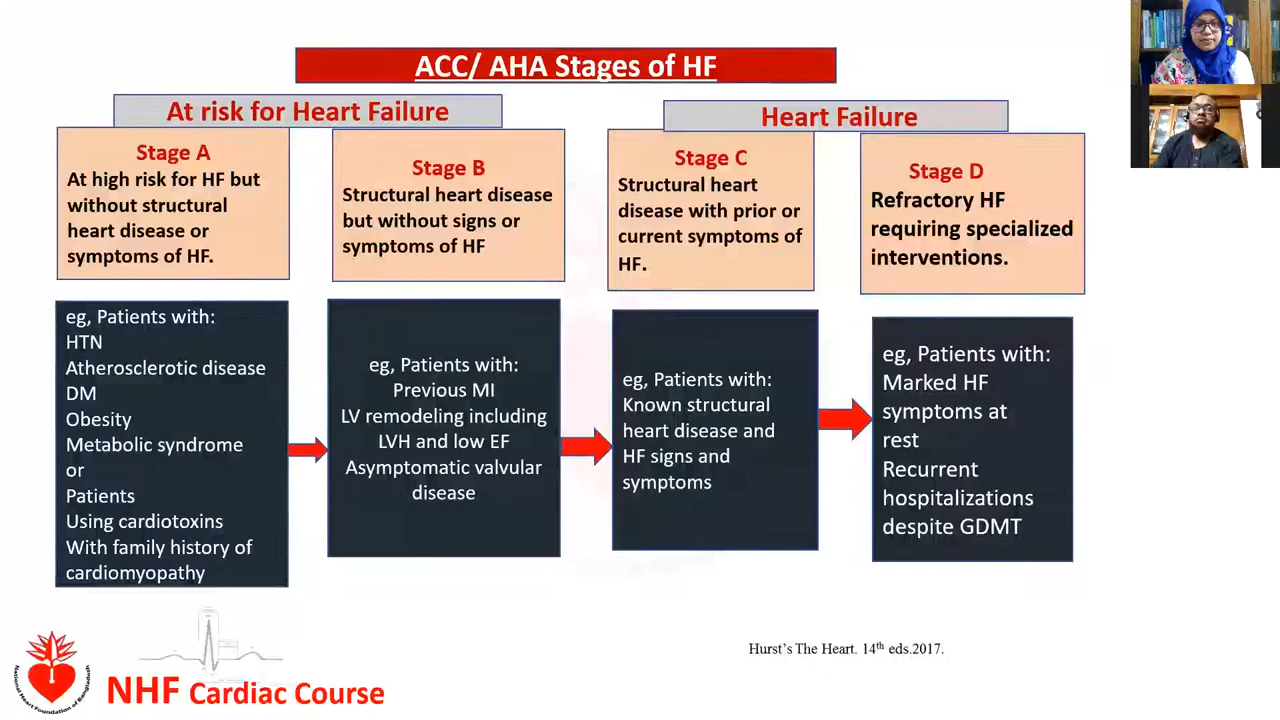 ACC/ AHA Stages of HF
At risk for Heart Failure
Heart Failure
Stage A
At high risk for HF but
without structural
heart disease or
symptoms of HF.
Stage B
Structural heart disease
but without signs or
symptoms of HF
Stage C
Structural heart
disease with prior or
current symptoms of
HF.
Stage D
Refractory HF
requiring specialized
interventions.
eg, Patients with:
HTN
Atherosclerotic disease
DM
Obesity
Metabolic syndrome
or
Patients
Using cardiotoxins
With family history of
cardiomyopathy
eg, Patients with:
Previous MI
LV remodeling including
LVH and low EF
Asymptomatic valvular
disease
eg, Patients with:
Known structural
heart disease and
HF signs and
symptoms
eg, Patients with:
Marked HF
symptoms at
rest
Recurrent
hospitalizations
despite GDMT
Hurst's The Heart. 14th eds.2017.
National Heart Foundation of Bangladesh
NHF Cardiac Course